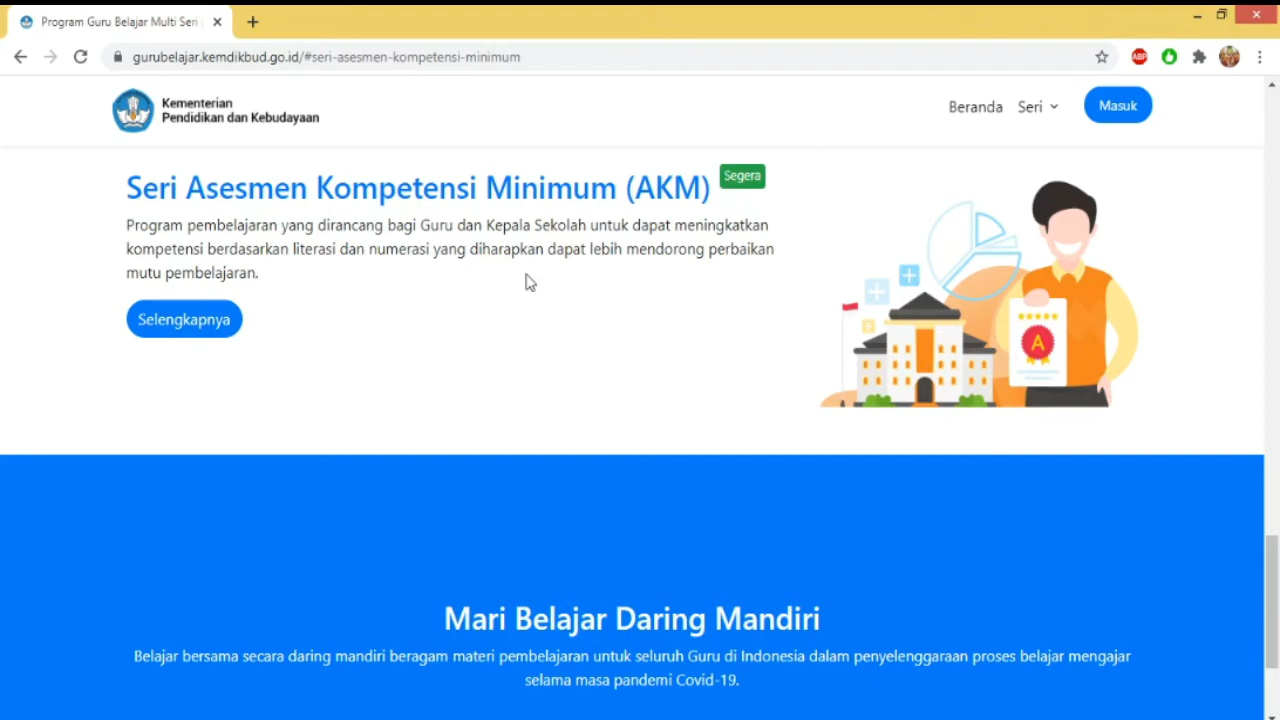 Program Guru Belajar Multi Seri
gurubelajar.kemdikbud.go.id/#seri-asesmen-kompetensi-minimum
ABP
Kementerian
Pendidikan dan Kebudayaan
Beranda Seri Masuk
Seri Asesmen Kompetensi Minimum (AKM) Segera
Program pembelajaran yang dirancang bagi Guru dan Kepala Sekolah untuk dapat meningkatkan
kompetensi berdasarkan literasi dan numerasi yang diharapkan dapat lebih mendorong perbaikan
mutu pembelajaran.
Selengkapnya
A
Mari Belajar Daring Mandiri
Belajar bersama secara daring mandiri beragam materi pembelajaran untuk seluruh Guru di Indonesia dalam penyelenggaraan proses belajar mengajar
selama masa pandemi Covid-19.